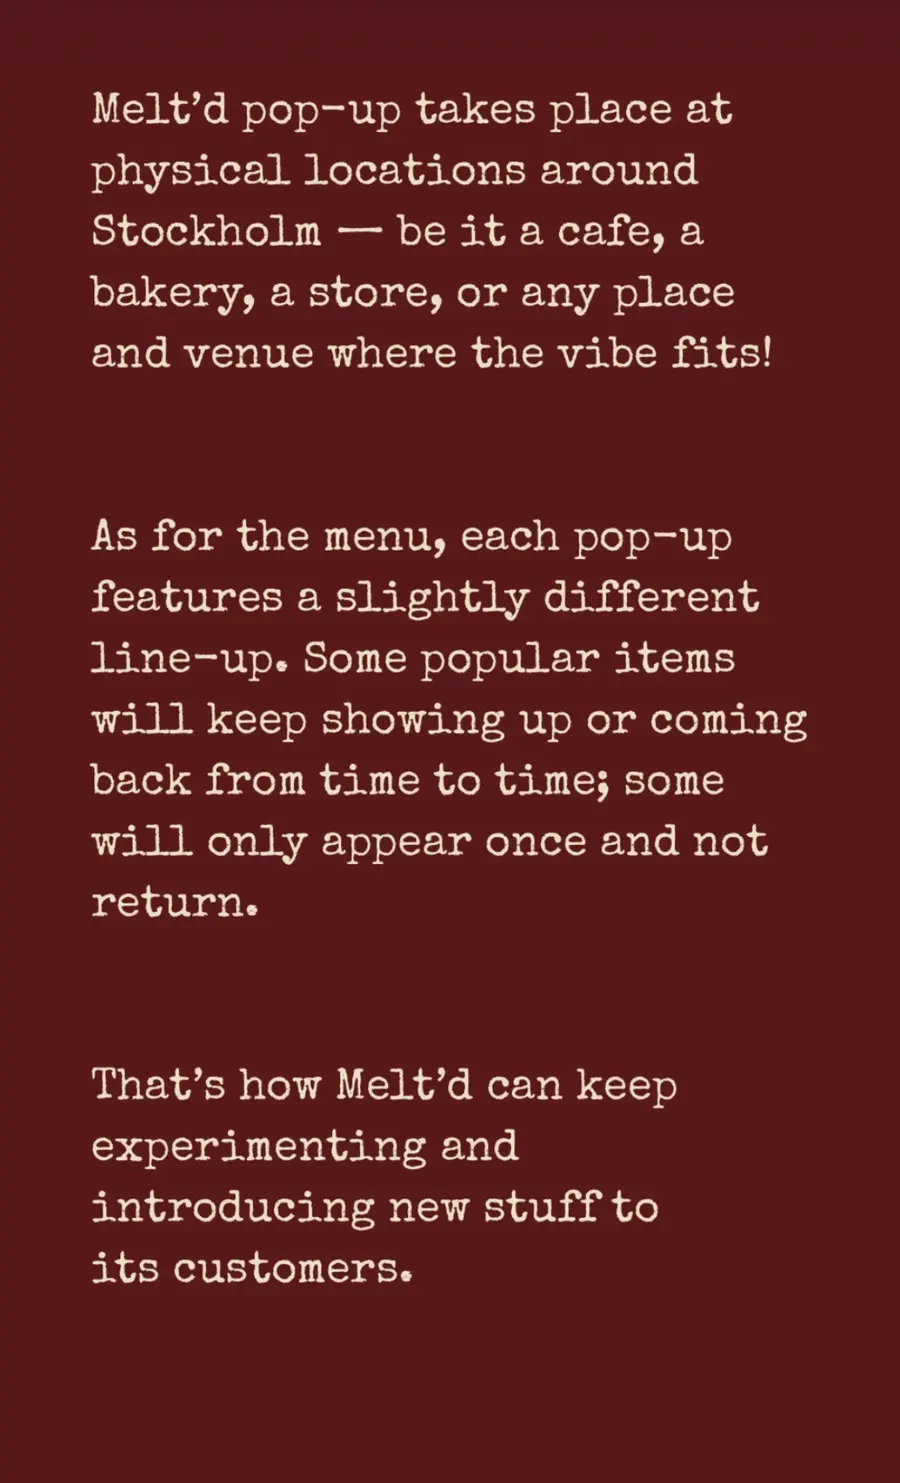 Melt’d pop-up takes place at
physical locations around
Stockholm — be it a cafe, a
bakery, a store, or any place
and venue where the vibe fits!
As for the menu, each pop-up
features a slightly different
line-up. Some popular items
will keep showing up or coming
back from time to time; some
will only appear once and not
return.
That’s how Melt’d can keep
experimenting and
introducing new stuff to
its customers.